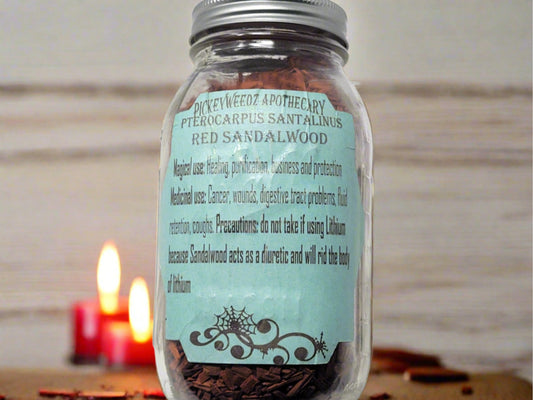 PICKEYWEEDZ APOTHECARY
PTEROCARPUS SANTALINUS
RED SANDALWOOD
Magical use: Healing, purification, business and protection
Medicinal use: Cancer, wounds, digestive tract problems, fluid
retention, coughs. Precautions: do not take if using Lithium
because Sandalwood acts as a diuretic and will rid the body
of lithium